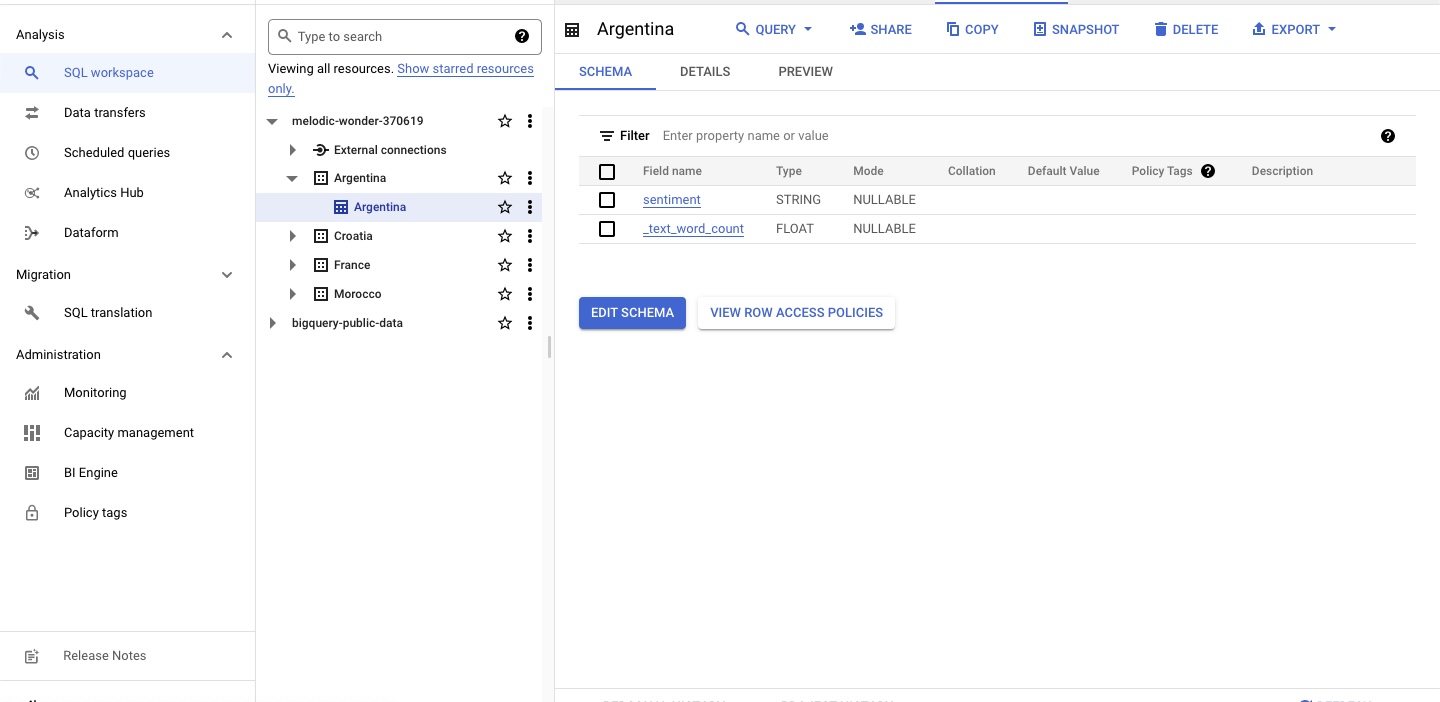 Analysis
SQL workspace
Data transfers
Scheduled queries
Analytics Hub
Dataform
Migration
SQL translation
Administration
Monitoring
Capacity management
BI Engine
Policy tags
Release Notes
Type to search
Viewing all resources. Show starred resources
only.
melodic-wonder-370619
External connections
Argentina
Argentina
Croatia
France
Morocco
bigquery-public-data
Argentina QUERY SHARE COPY SNAPSHOT DELETE EXPORT
SCHEMA DETAILS PREVIEW
Filter Enter property name or value
Field name Type Mode Collation Default Value Policy Tags Description
sentiment STRING NULLABLE
_text_word_count FLOAT NULLABLE
EDIT SCHEMA VIEW ROW ACCESS POLICIES